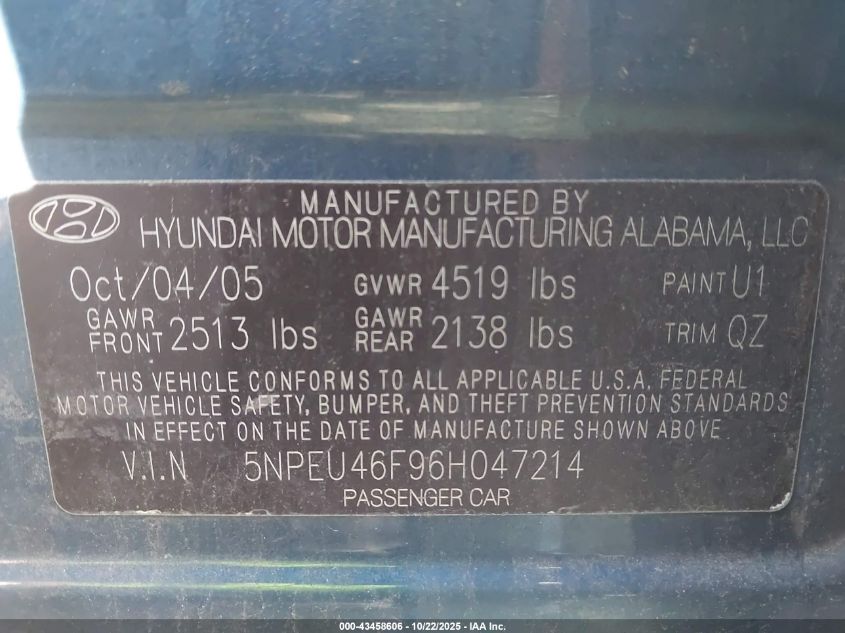 MANUFACTURED BY
HYUNDAI MOTOR MANUFACTURING ALABAMA, LLC
Oct/04/05 GVWR 4519 lbs PAINT U1
GAWR FRONT 2513 lbs GAWR REAR 2138 lbs TRIM QZ
THIS VEHICLE CONFORMS TO ALL APPLICABLE U.S.A. FEDERAL
MOTOR VEHICLE SAFETY, BUMPER, AND THEFT PREVENTION STANDARDS
IN EFFECT ON THE DATE OF MANUFACTURE SHOWN ABOVE
V.I.N 5NPEU46F96H047214
PASSENGER CAR
000-43458606 - 10/22/2025 - IAA Inc.